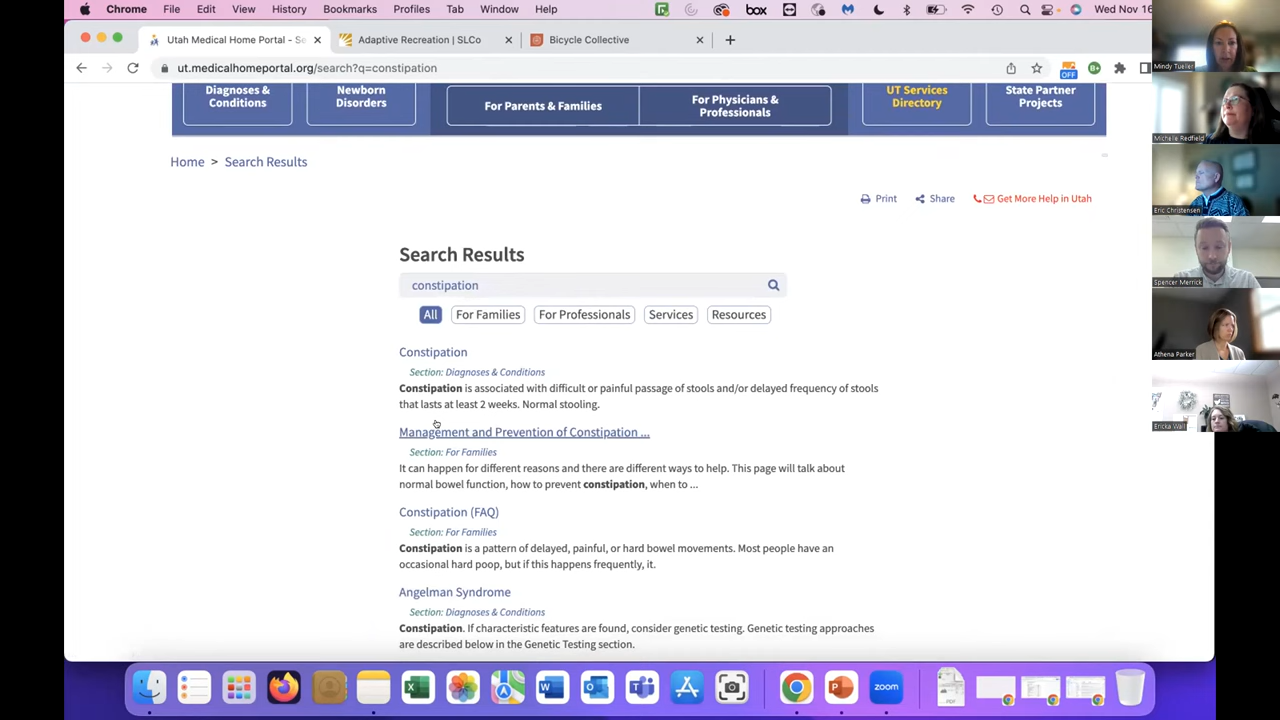 Chrome File Edit View History Bookmarks Profiles Tab Window Help box Wed Nov 16
Utah Medical Home Portal - Se
Adaptive Recreation | SLCo
Bicycle Collective
ut.medicalhomeportal.org/search?q=constipation
OFF
Diagnoses & Conditions
Newborn Disorders
For Parents & Families
For Physicians & Professionals
UT Services Directory
State Partner Projects
Home > Search Results
Print Share Get More Help in Utah
Search Results
constipation
All For Families For Professionals Services Resources
Constipation
Section: Diagnoses & Conditions
Constipation is associated with difficult or painful passage of stools and/or delayed frequency of stools
that lasts at least 2 weeks. Normal stooling.
Management and Prevention of Constipation ...
Section: For Families
It can happen for different reasons and there are different ways to help. This page will talk about
normal bowel function, how to prevent constipation, when to ...
Constipation (FAQ)
Section: For Families
Constipation is a pattern of delayed, painful, or hard bowel movements. Most people have an
occasional hard poop, but if this happens frequently, it.
Angelman Syndrome
Section: Diagnoses & Conditions
Constipation. If characteristic features are found, consider genetic testing. Genetic testing approaches
are described below in the Genetic Testing section.
zoom
PDF
Mindy Tueller
Michelle Redfield
Eric Christensen
Spencer Merrick
Athena Parker
Ericka Wall